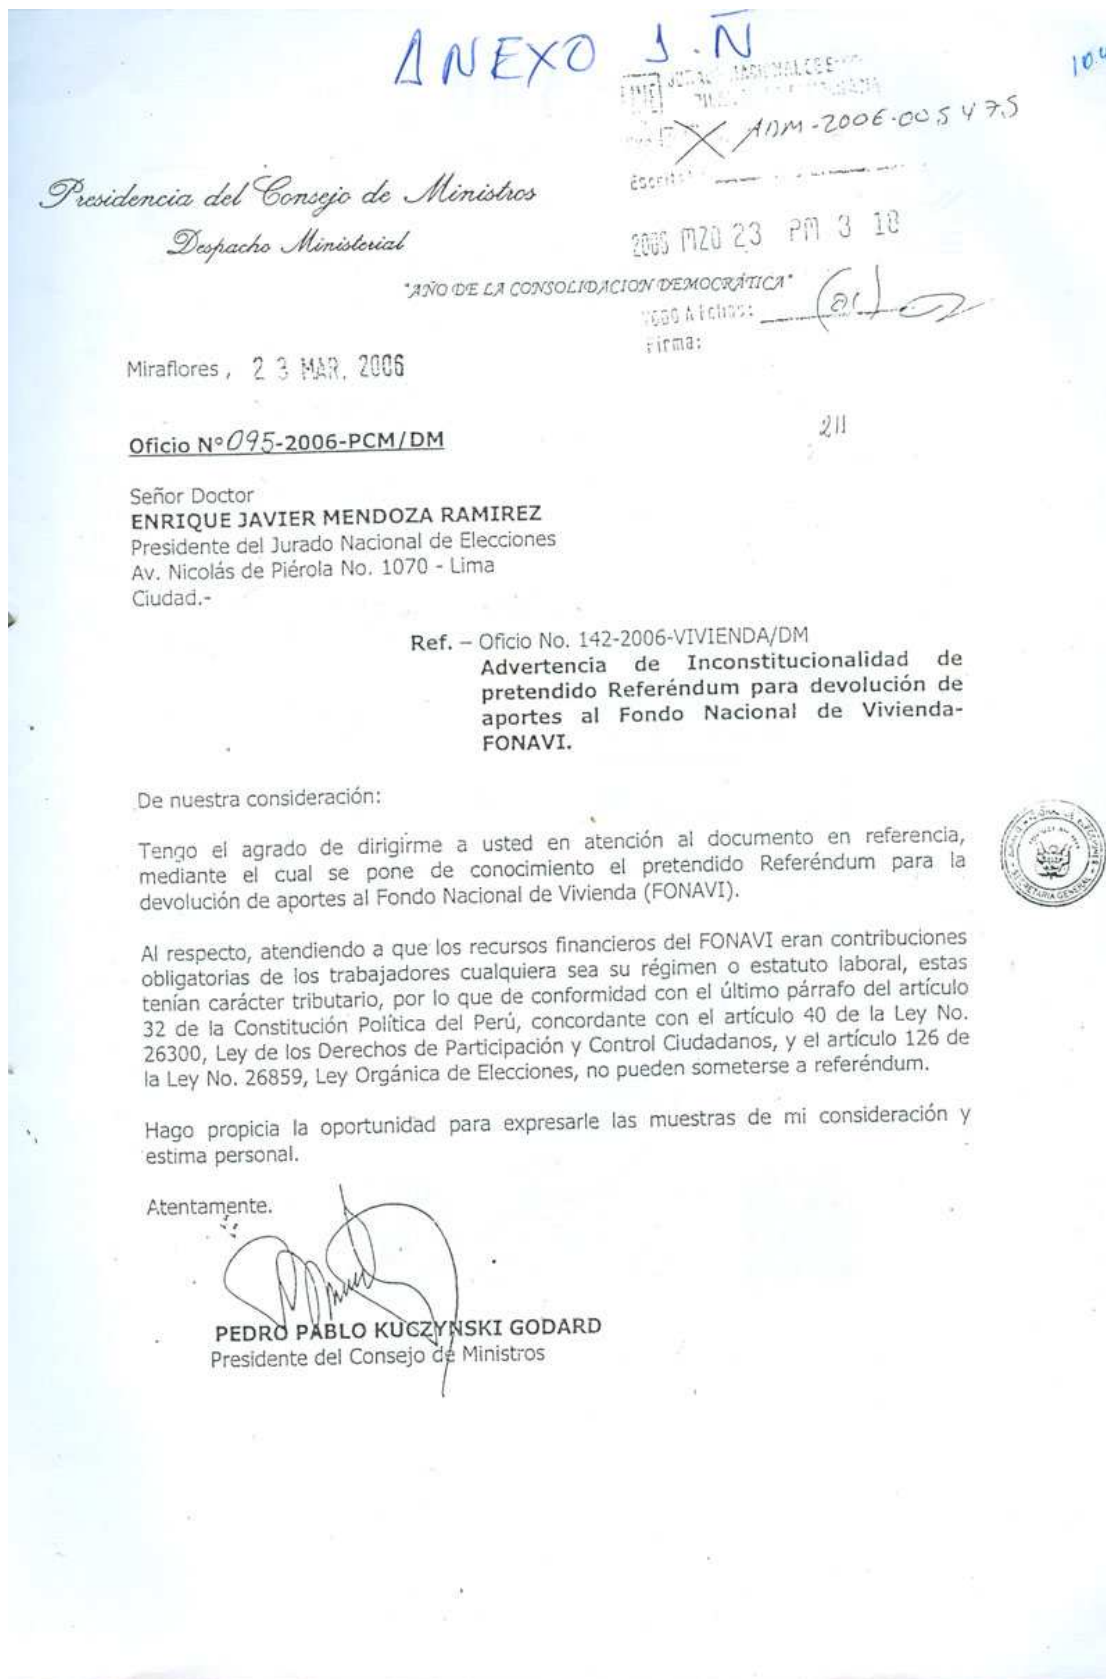 ANEXO 1.Ñ
ADM-2006-005475
Presidencia del Consejo de Ministros
Despacho Ministerial
2006 MZO 23 PM 3 10
"AÑO DE LA CONSOLIDACION DEMOCRÁTICA"
Firma:
Miraflores, 23 MAR. 2006
211
Oficio Nº 095-2006-PCM/DM
Señor Doctor
ENRIQUE JAVIER MENDOZA RAMIREZ
Presidente del Jurado Nacional de Elecciones
Av. Nicolás de Piérola No. 1070 - Lima
Ciudad.-
Ref. – Oficio No. 142-2006-VIVIENDA/DM
Advertencia de Inconstitucionalidad de
pretendido Referéndum para devolución de
aportes al Fondo Nacional de Vivienda-
FONAVI.
De nuestra consideración:
Tengo el agrado de dirigirme a usted en atención al documento en referencia,
mediante el cual se pone de conocimiento el pretendido Referéndum para la
devolución de aportes al Fondo Nacional de Vivienda (FONAVI).
Al respecto, atendiendo a que los recursos financieros del FONAVI eran contribuciones
obligatorias de los trabajadores cualquiera sea su régimen o estatuto laboral, estas
tenían carácter tributario, por lo que de conformidad con el último párrafo del artículo
32 de la Constitución Política del Perú, concordante con el artículo 40 de la Ley No.
26300, Ley de los Derechos de Participación y Control Ciudadanos, y el artículo 126 de
la Ley No. 26859, Ley Orgánica de Elecciones, no pueden someterse a referéndum.
Hago propicia la oportunidad para expresarle las muestras de mi consideración y
estima personal.
Atentamente.
PEDRO PABLO KUCZYNSKI GODARD
Presidente del Consejo de Ministros